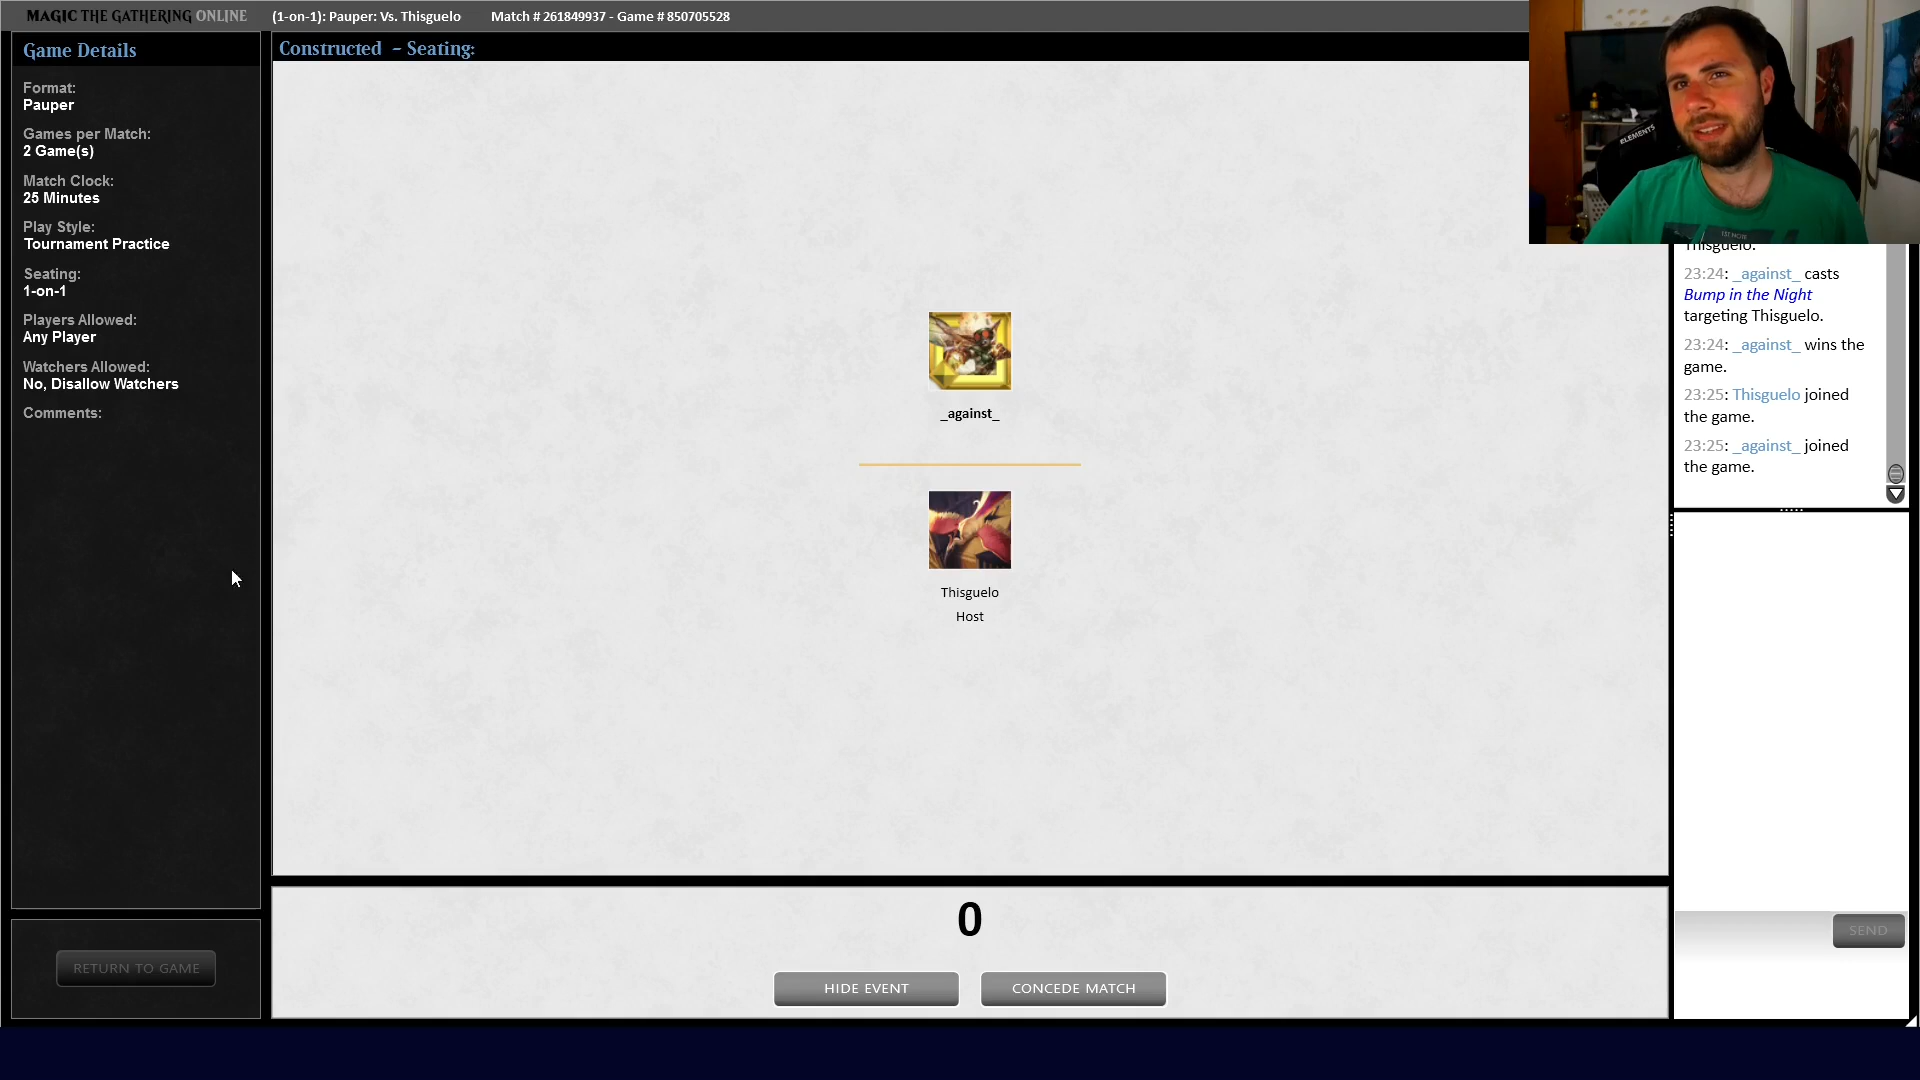 MAGIC THE GATHERING ONLINE
(1-on-1): Pauper: Vs. Thisguelo
Match # 261849937 - Game # 850705528
Game Details
Format:
Pauper
Games per Match:
2 Game(s)
Match Clock:
25 Minutes
Play Style:
Tournament Practice
Seating:
1-on-1
Players Allowed:
Any Player
Watchers Allowed:
No, Disallow Watchers
Comments:
RETURN TO GAME
Constructed – Seating:
_against_
Thisguelo
Host
0
HIDE EVENT
CONCEDE MATCH
ELEMENTS
Thisguelo.
23:24: _against_ casts
Bump in the Night
targeting Thisguelo.
23:24: _against_ wins the
game.
23:25: Thisguelo joined
the game.
23:25: _against_ joined
the game.
SEND